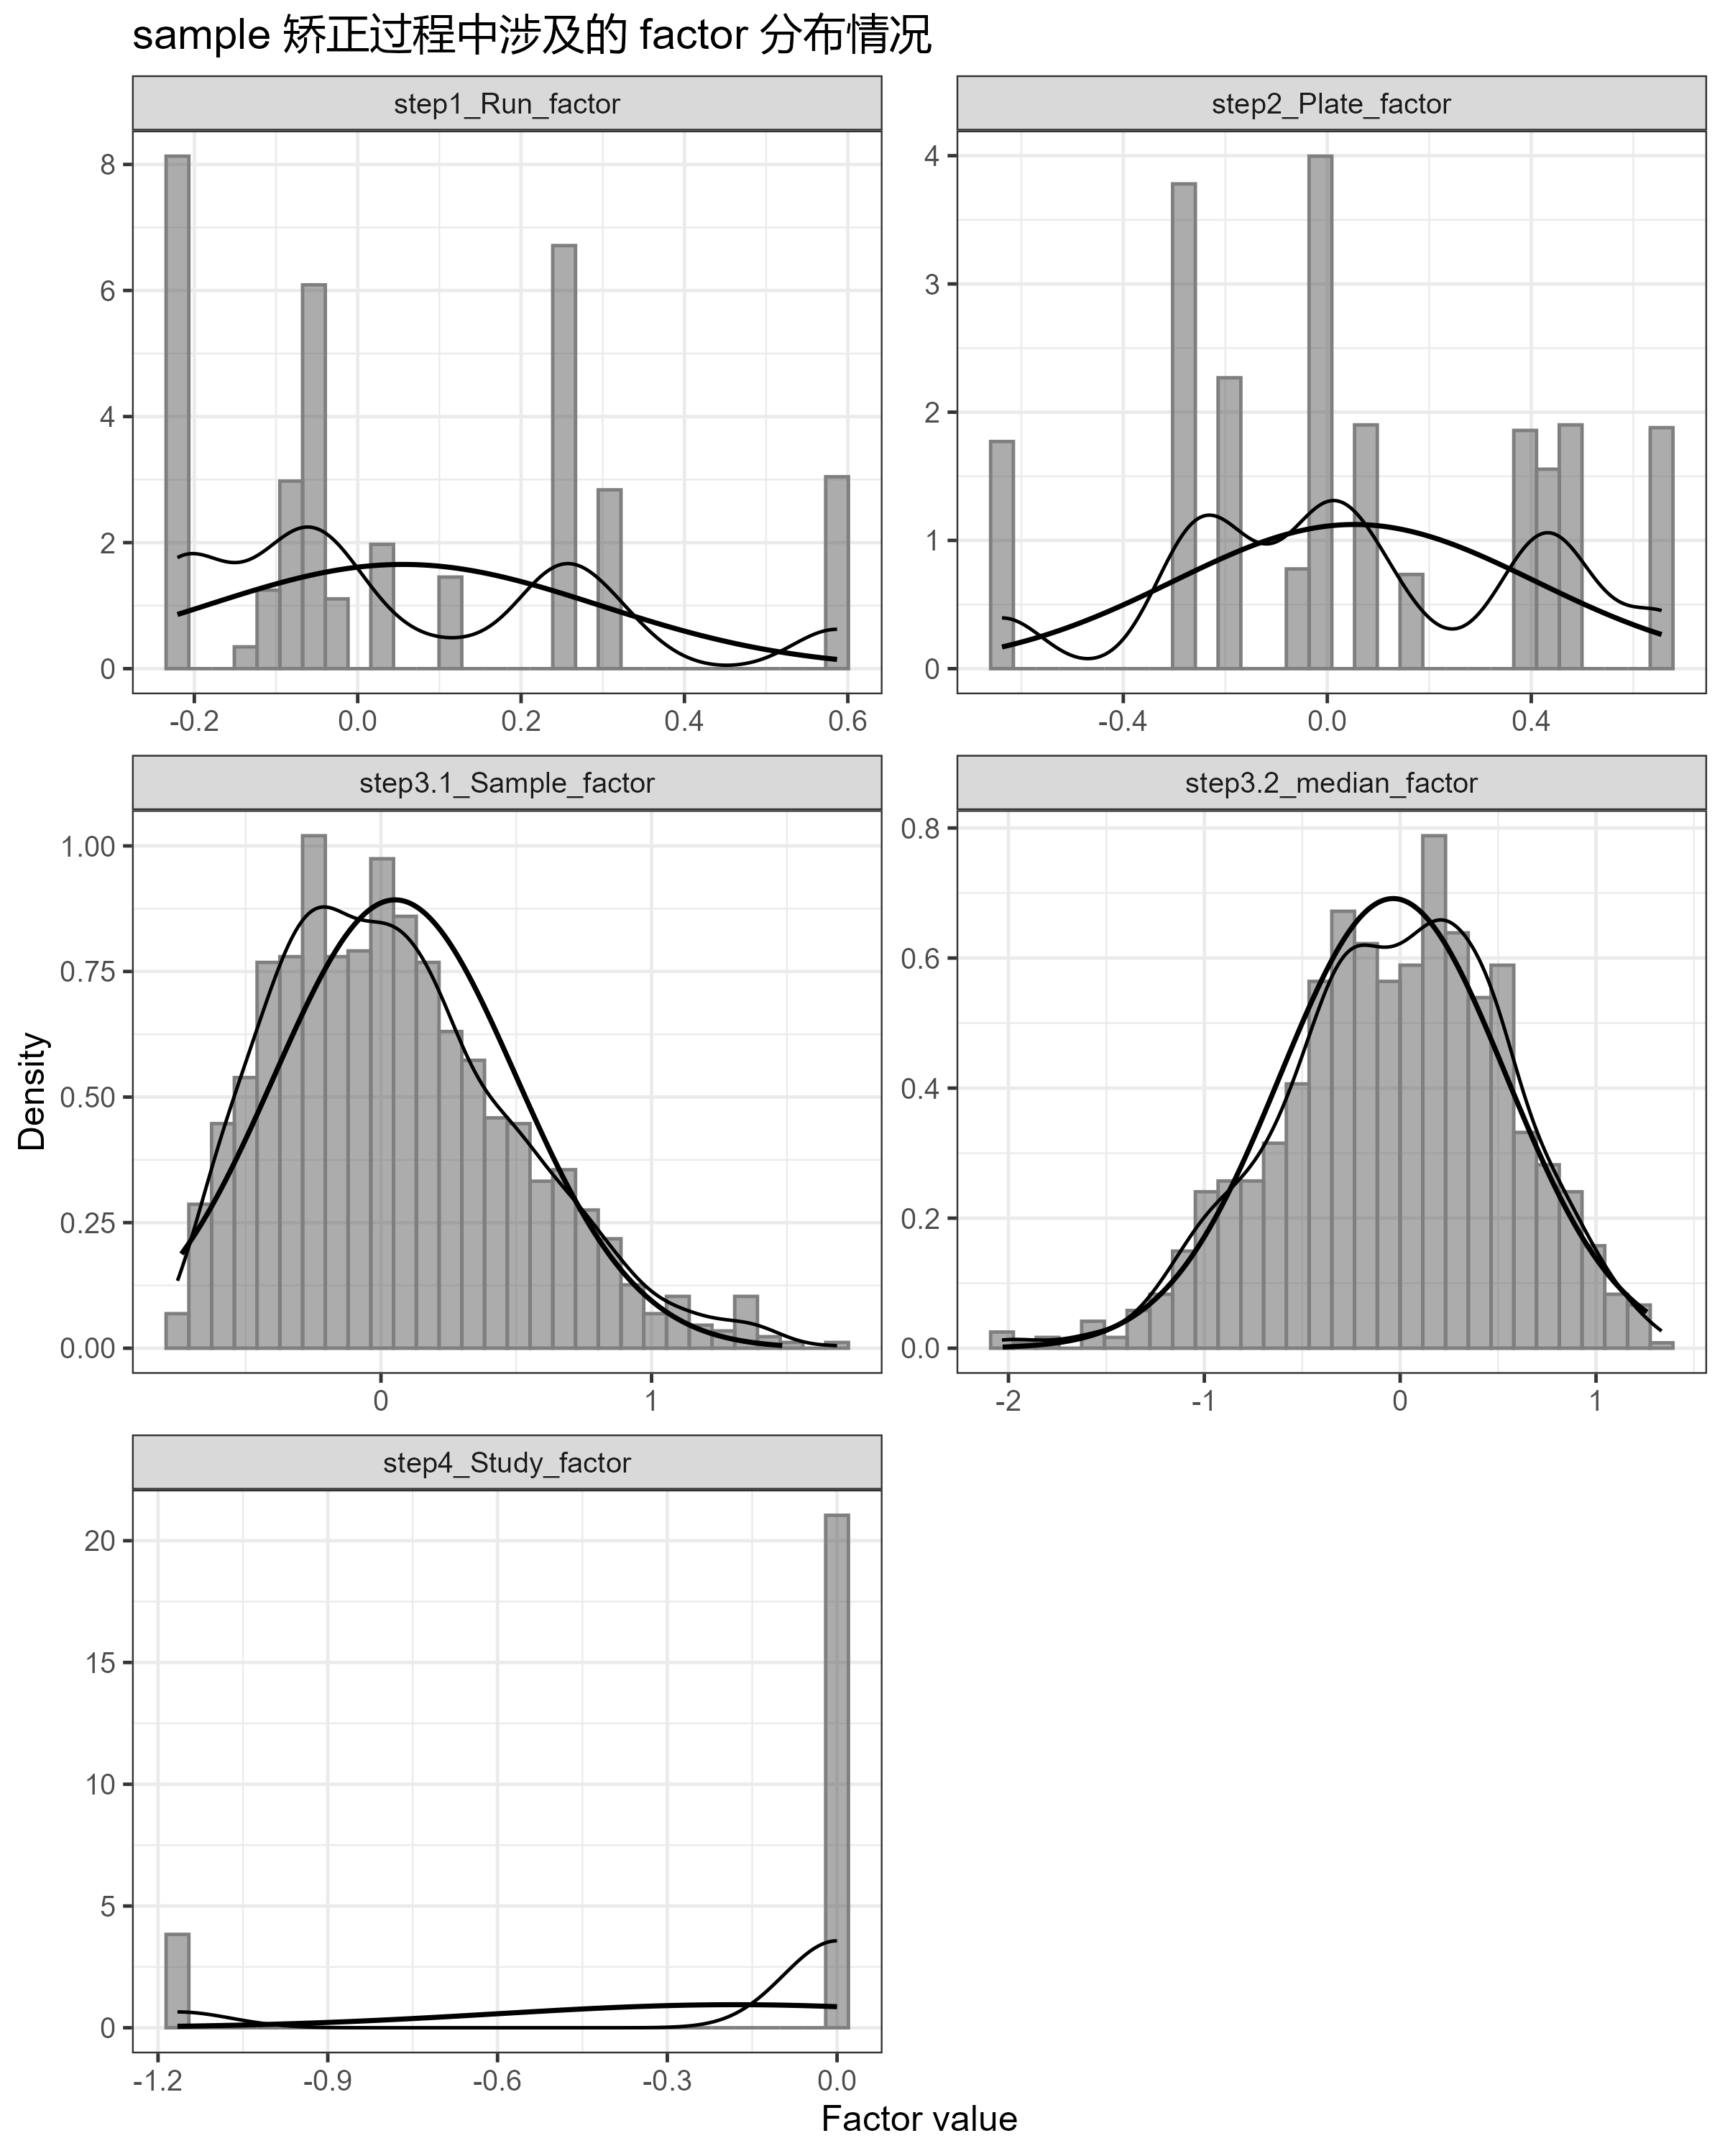 sample 矫正过程中涉及的 factor 分布情况
step1_Run_factor
step2_Plate_factor
8
6
4
2
0
-0.2 0.0 0.2 0.4 0.6
4
3
2
1
0
-0.4 0.0 0.4
step3.1_Sample_factor
step3.2_median_factor
1.00
0.75
0.50
0.25
0.00
0 1
0.8
0.6
0.4
0.2
0.0
-2 -1 0 1
Density
step4_Study_factor
20
15
10
5
0
-1.2 -0.9 -0.6 -0.3 0.0
Factor value